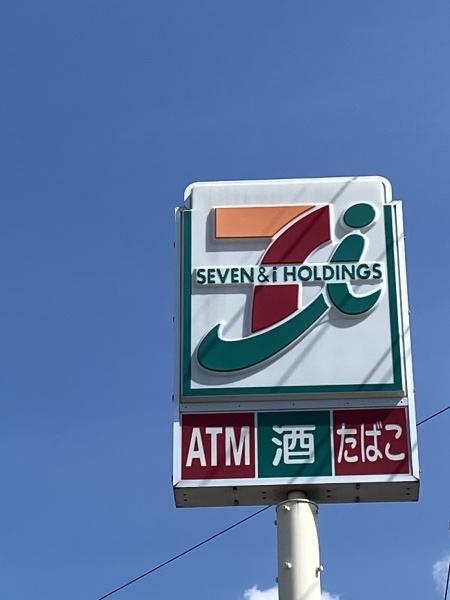 SEVEN & i HOLDINGS
ATM 酒 たばこ